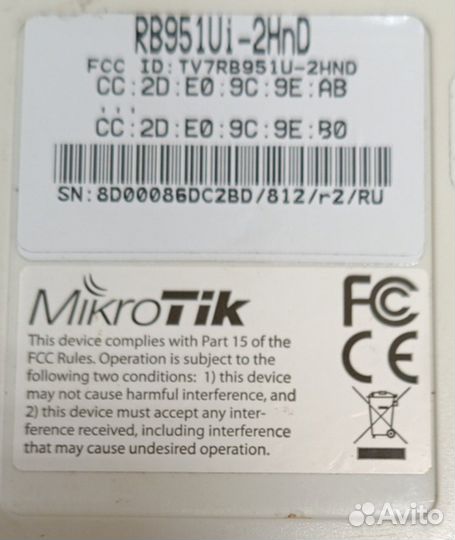 RB951Ui-2HnD
FCC ID:TV7RB951U-2HND
CC:2D:E0:9C:9E:AB
...
CC:2D:E0:9C:9E:B0
SN:8D00086DC2BD/812/r2/RU
MikroTik
FC
CE
This device complies with Part 15 of the
FCC Rules. Operation is subject to the
following two conditions: 1) this device
may not cause harmful interference, and
2) this device must accept any inter-
ference received, including interference
that may cause undesired operation.
Avito